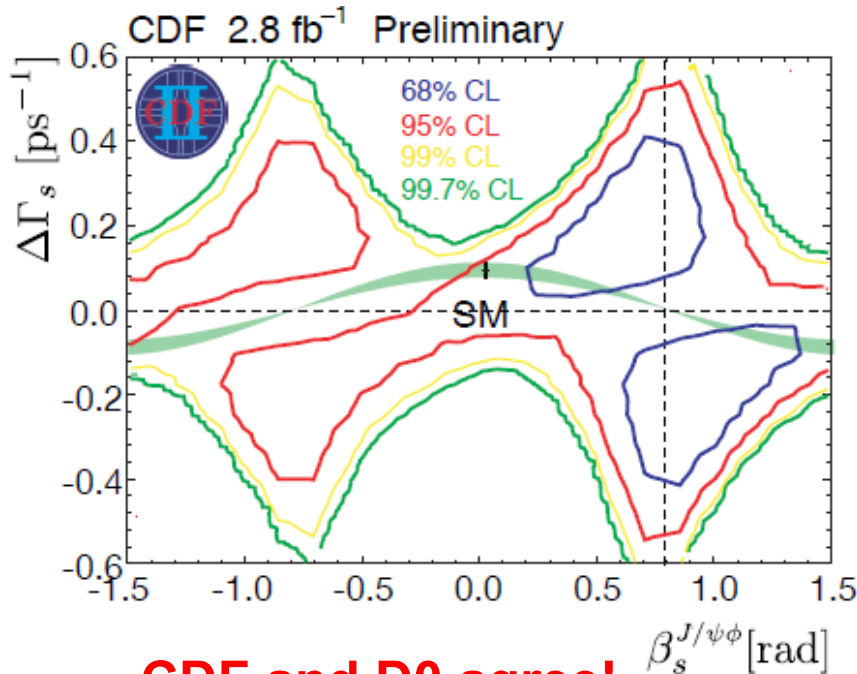 CDF 2.8 fb⁻¹ Preliminary
ΔΓs [ps⁻¹]
0.6
0.4
0.2
0.0
-0.2
-0.4
-0.6
CDF
II
68% CL
95% CL
99% CL
99.7% CL
SM
-1.5 -1.0 -0.5 0.0 0.5 1.0 1.5
βs^J/ψϕ [rad]
CDF and D0 agree!